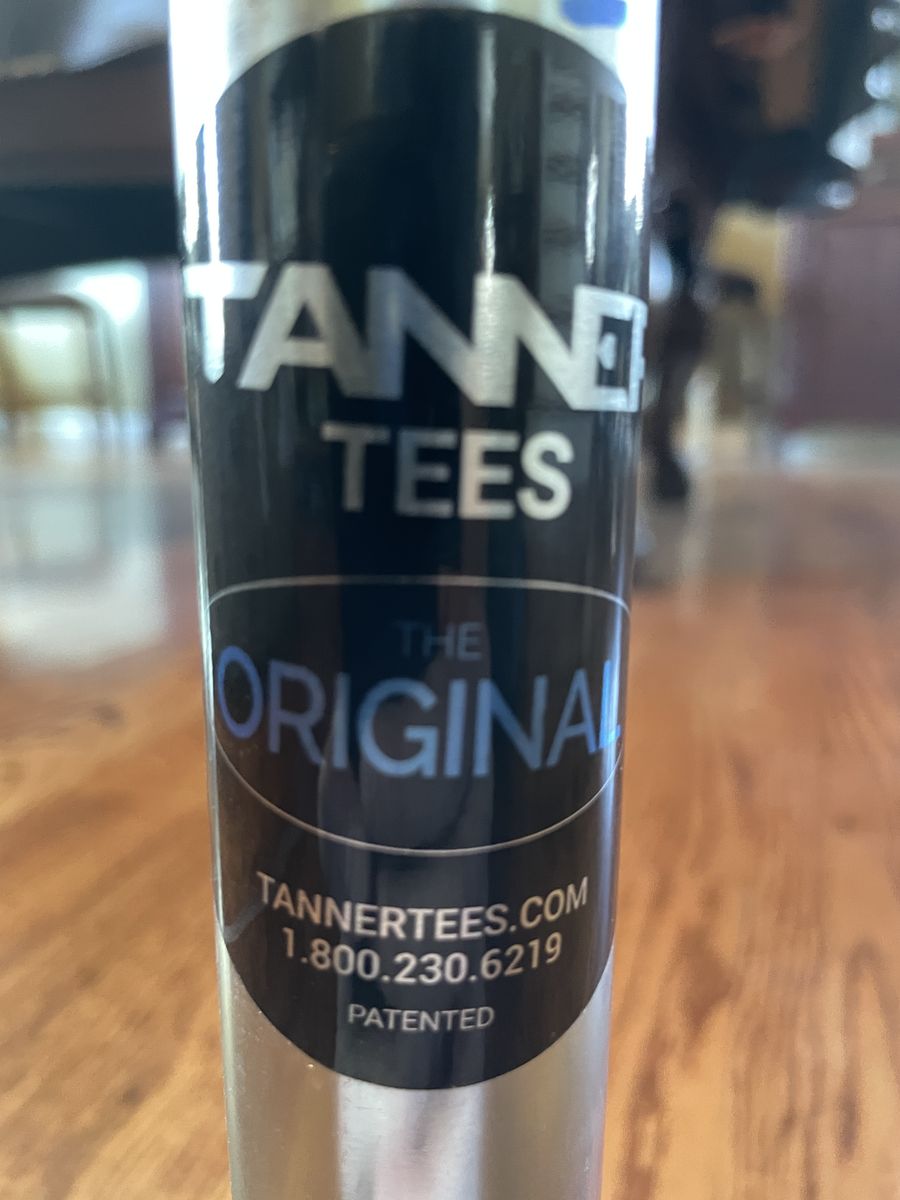 TANNER
TEES
THE
ORIGINAL
TANNERTEES.COM
1.800.230.6219
PATENTED